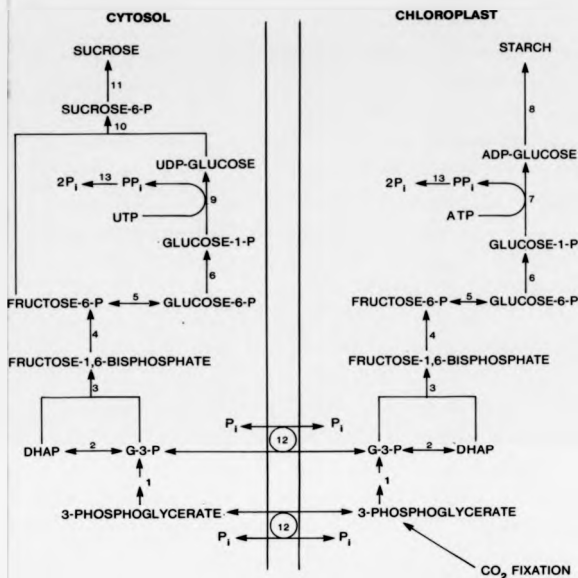 CYTOSOL
CHLOROPLAST
SUCROSE
11
SUCROSE-6-P
10
UDP-GLUCOSE
2Pi
13
PPi
9
UTP
GLUCOSE-1-P
6
FRUCTOSE-6-P
5
GLUCOSE-6-P
4
FRUCTOSE-1,6-BISPHOSPHATE
3
DHAP
2
G-3-P
1
3-PHOSPHOGLYCERATE
Pi
12
Pi
Pi
12
Pi
STARCH
8
ADP-GLUCOSE
2Pi
13
PPi
7
ATP
GLUCOSE-1-P
6
FRUCTOSE-6-P
5
GLUCOSE-6-P
4
FRUCTOSE-1,6-BISPHOSPHATE
3
G-3-P
2
DHAP
1
3-PHOSPHOGLYCERATE
CO2 FIXATION